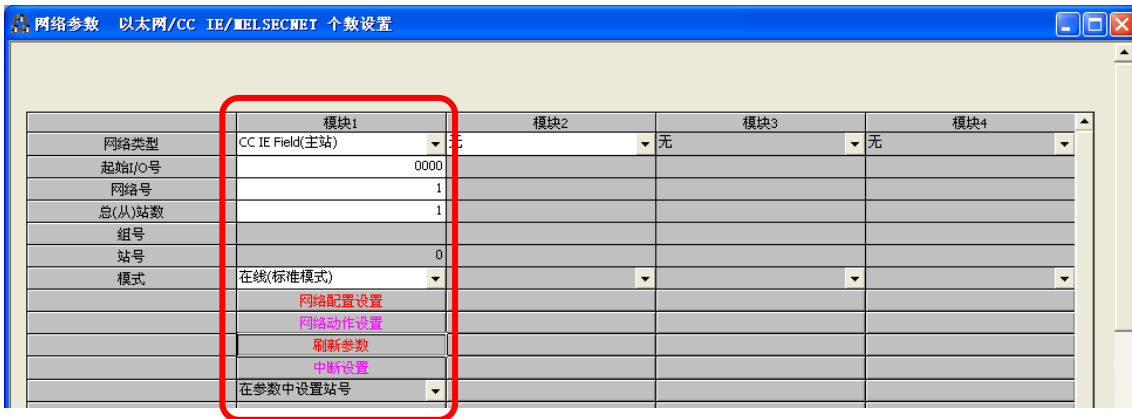 网络参数 以太网/CC IE/MELSECNET 个数设置
模块1 模块2 模块3 模块4
网络类型 CC IE Field(主站) 无 无 无
起始I/O号 0000
网络号 1
总(从)站数 1
组号
站号 0
模式 在线(标准模式)
网络配置设置
网络动作设置
刷新参数
中断设置
在参数中设置站号